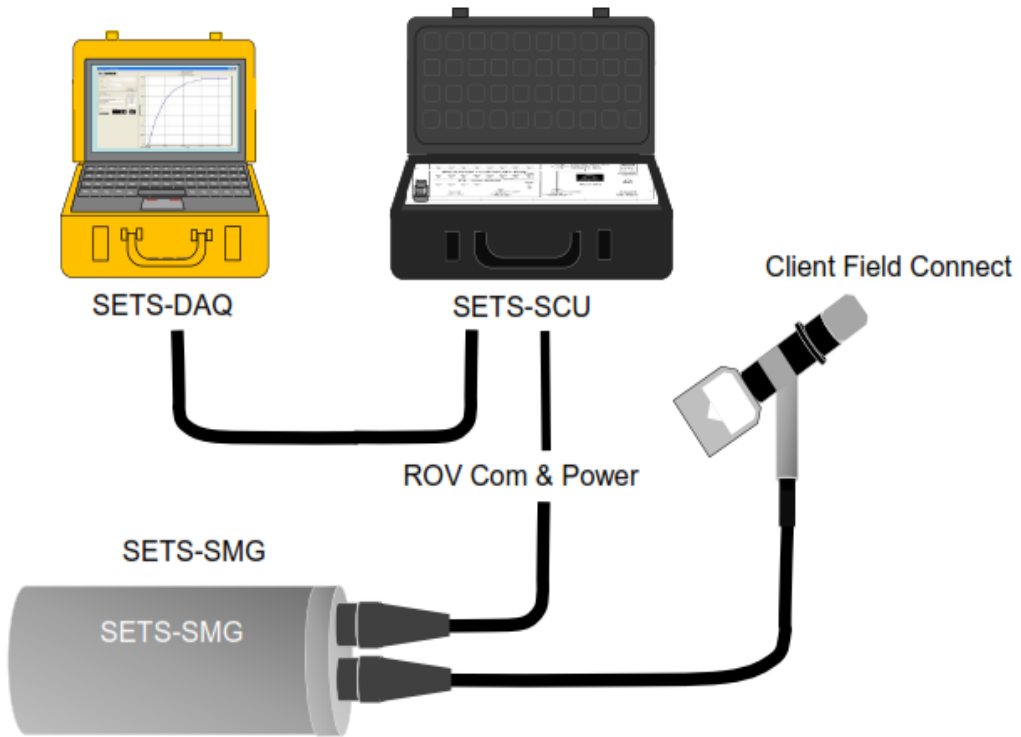 SETS-DAQ
SETS-SCU
Client Field Connect
ROV Com & Power
SETS-SMG
SETS-SMG